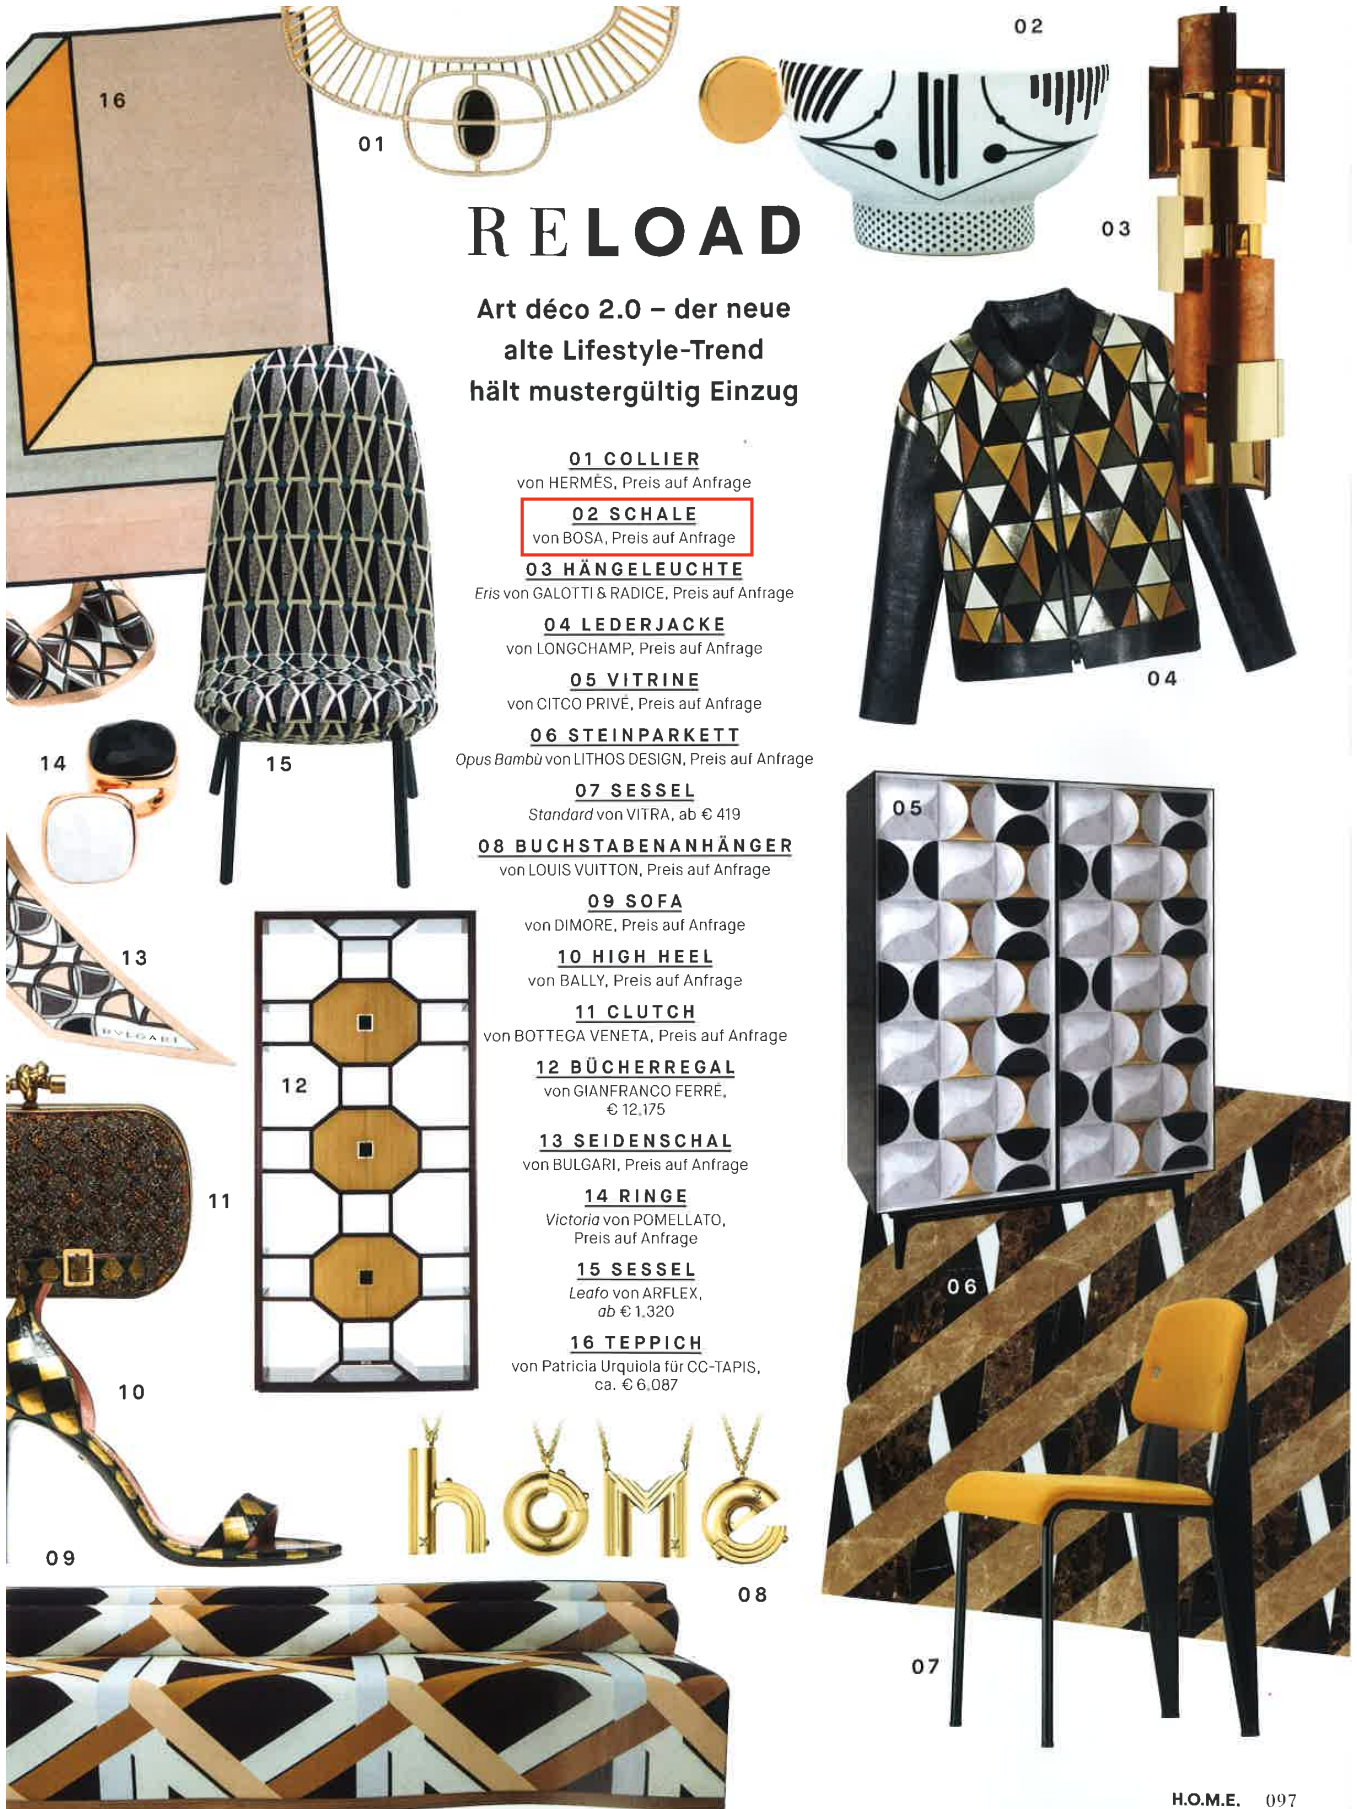 02
16
01
RELOAD
03
Art déco 2.0 – der neue
alte Lifestyle-Trend
hält mustergültig Einzug
01 COLLIER
von HERMÈS, Preis auf Anfrage
02 SCHALE
von BOSA, Preis auf Anfrage
03 HÄNGELEUCHTE
Eris von GALOTTI & RADICE, Preis auf Anfrage
04 LEDERJACKE
von LONGCHAMP, Preis auf Anfrage
04
05 VITRINE
von CITCO PRIVÉ, Preis auf Anfrage
06 STEINPARKETT
Opus Bambù von LITHOS DESIGN, Preis auf Anfrage
14
15
07 SESSEL
Standard von VITRA, ab € 419
05
08 BUCHSTABENANHÄNGER
von LOUIS VUITTON, Preis auf Anfrage
09 SOFA
von DIMORE, Preis auf Anfrage
10 HIGH HEEL
von BALLY, Preis auf Anfrage
13
11 CLUTCH
von BOTTEGA VENETA, Preis auf Anfrage
BVLGARI
12 BÜCHERREGAL
von GIANFRANCO FERRÉ,
€ 12.175
12
13 SEIDENSCHAL
von BULGARI, Preis auf Anfrage
14 RINGE
Victoria von POMELLATO,
Preis auf Anfrage
11
15 SESSEL
Leafo von ARFLEX,
ab € 1.320
06
16 TEPPICH
von Patricia Urquiola für CC-TAPIS,
ca. € 6.087
10
hoMe
09
08
07
H.O.M.E. 097